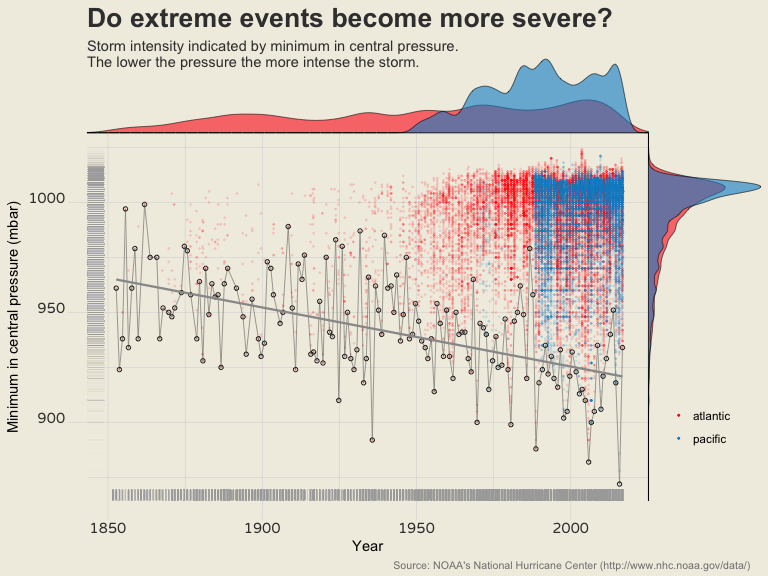 Do extreme events become more severe?
Storm intensity indicated by minimum in central pressure.
The lower the pressure the more intense the storm.
Minimum in central pressure (mbar)
1000
950
900
atlantic
pacific
1850
1900
1950
2000
Year
Source: NOAA's National Hurricane Center (http://www.nhc.noaa.gov/data/)